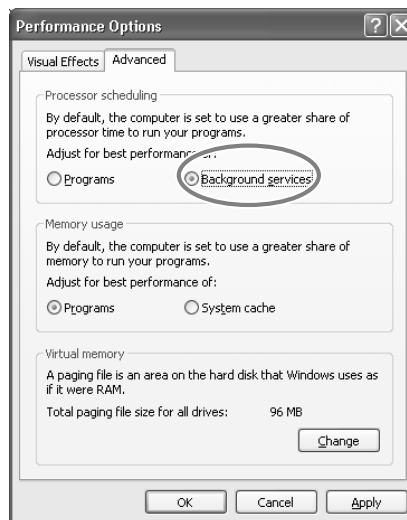 Performance Options
Visual Effects
Advanced
Processor scheduling
By default, the computer is set to use a greater share of
processor time to run your programs.
Adjust for best performance of:
Programs
Background services
Memory usage
By default, the computer is set to use a greater share of
memory to run your programs.
Adjust for best performance of:
Programs
System cache
Virtual memory
A paging file is an area on the hard disk that Windows uses as
if it were RAM.
Total paging file size for all drives: 96 MB
Change
OK Cancel Apply